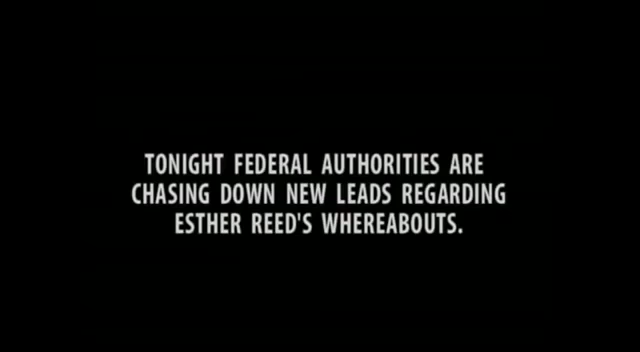 TONIGHT FEDERAL AUTHORITIES ARE
CHASING DOWN NEW LEADS REGARDING
ESTHER REED'S WHEREABOUTS.